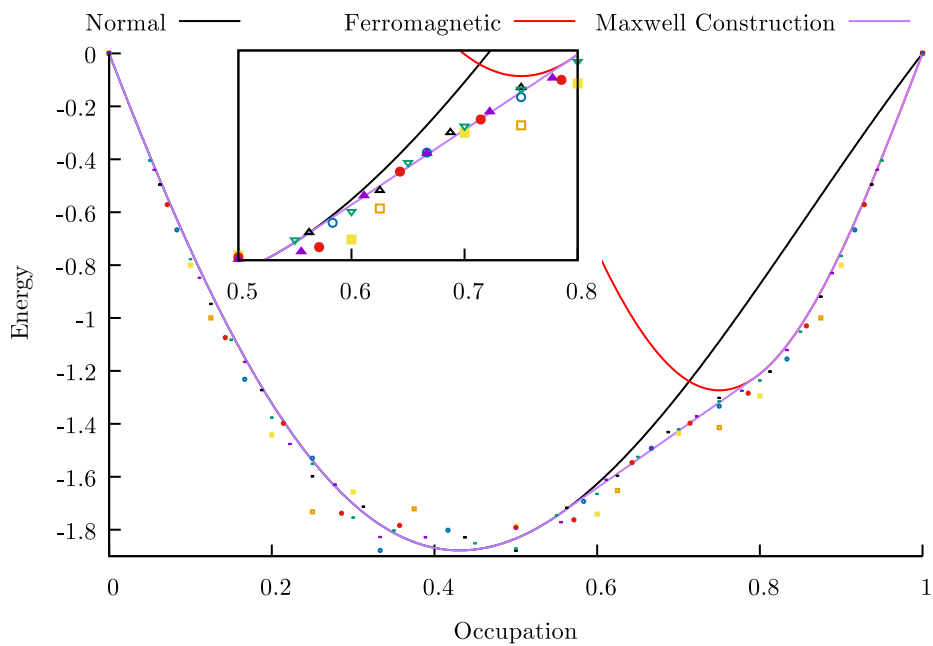 Normal Ferromagnetic Maxwell Construction
0
-0.2
-0.4
-0.6
-0.8
-1
-1.2
-1.4
-1.6
-1.8
Energy
0.5 0.6 0.7 0.8
0 0.2 0.4 0.6 0.8 1
Occupation